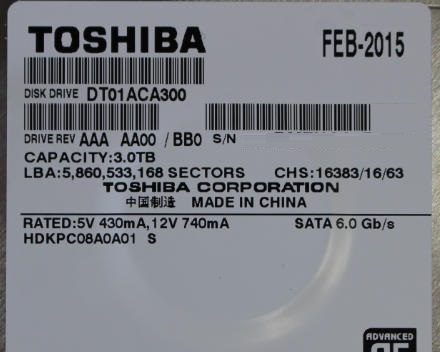 TOSHIBA FEB-2015
DISK DRIVE DT01ACA300
DRIVE REV AAA AA00 / BB0 S/N
CAPACITY:3.0TB
LBA:5,860,533,168 SECTORS CHS:16383/16/63
TOSHIBA CORPORATION
中国制造 MADE IN CHINA
RATED:5V 430mA,12V 740mA SATA 6.0 Gb/s
HDKPC08A0A01 S
ADVANCED